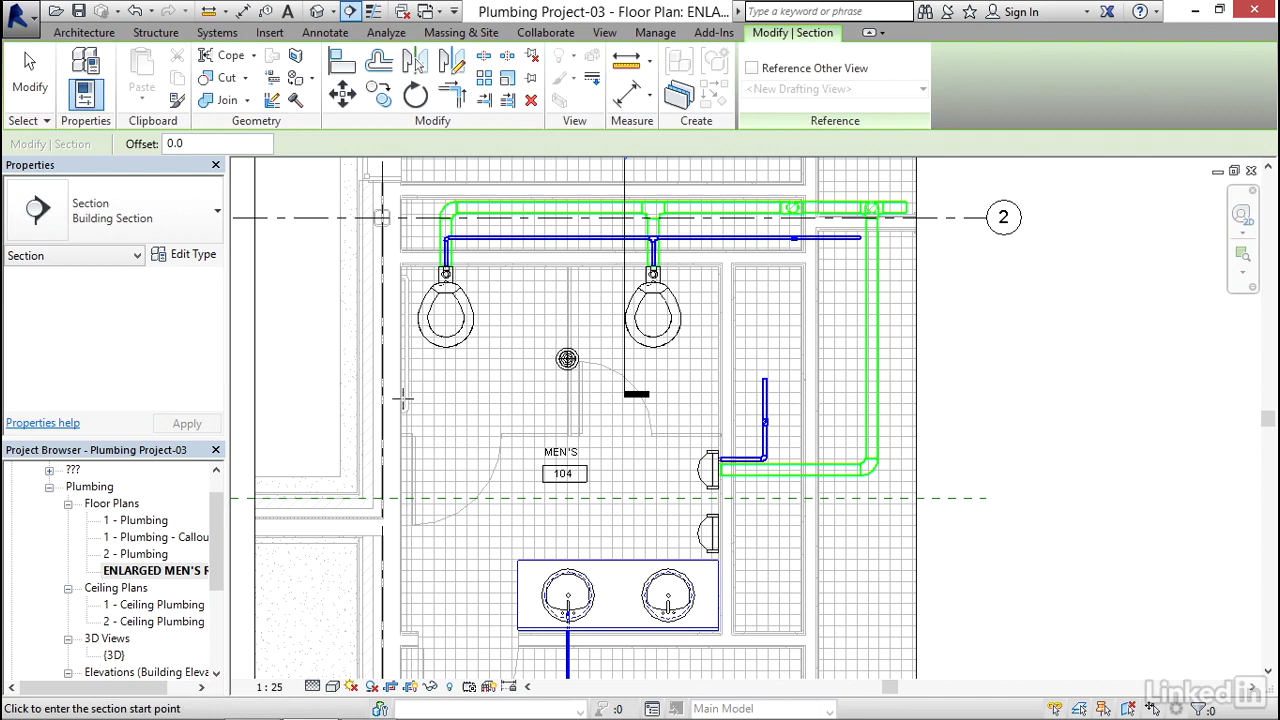 Plumbing Project-03 - Floor Plan: ENLA...
Type a keyword or phrase
Sign In
Architecture Structure Systems Insert Annotate Analyze Massing & Site Collaborate View Manage Add-Ins Modify | Section
Modify
Paste
Cope
Cut
Join
Reference Other View
<New Drafting View>
Select Properties Clipboard Geometry Modify View Measure Create Reference
Modify | Section Offset: 0.0
Properties
Section
Building Section
Section Edit Type
Properties help Apply
Project Browser - Plumbing Project-03
???
Plumbing
Floor Plans
1 - Plumbing
1 - Plumbing - Callou
2 - Plumbing
ENLARGED MEN'S R
Ceiling Plans
1 - Ceiling Plumbing
2 - Ceiling Plumbing
3D Views
{3D}
Elevations (Building Eleva
2
MEN'S
104
2D
1 : 25
Click to enter the section start point
:0
Main Model
:0
Linked in